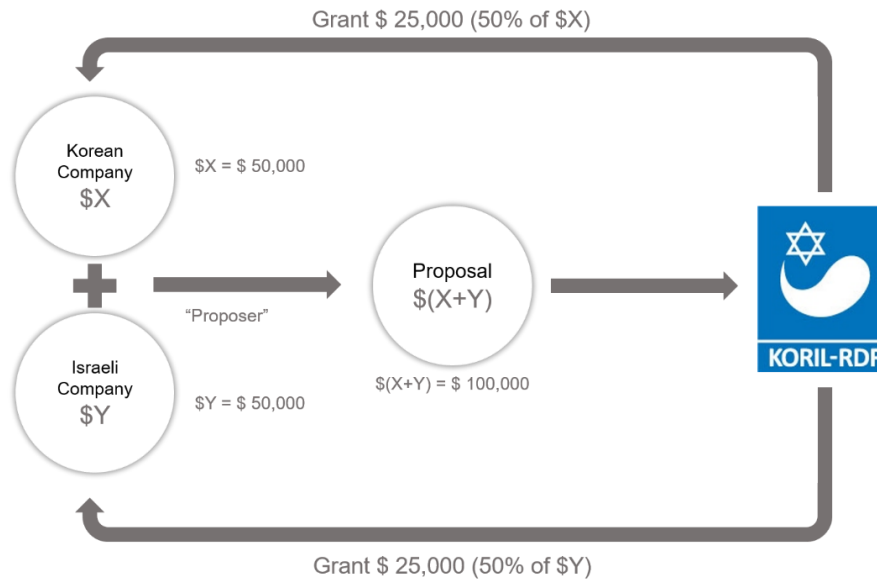 Grant $ 25,000 (50% of $X)
Korean
Company
$X
$X = $ 50,000
Proposal
$(X+Y)
"Proposer"
$(X+Y) = $ 100,000
Israeli
Company
$Y
$Y = $ 50,000
KORIL-RDF
Grant $ 25,000 (50% of $Y)